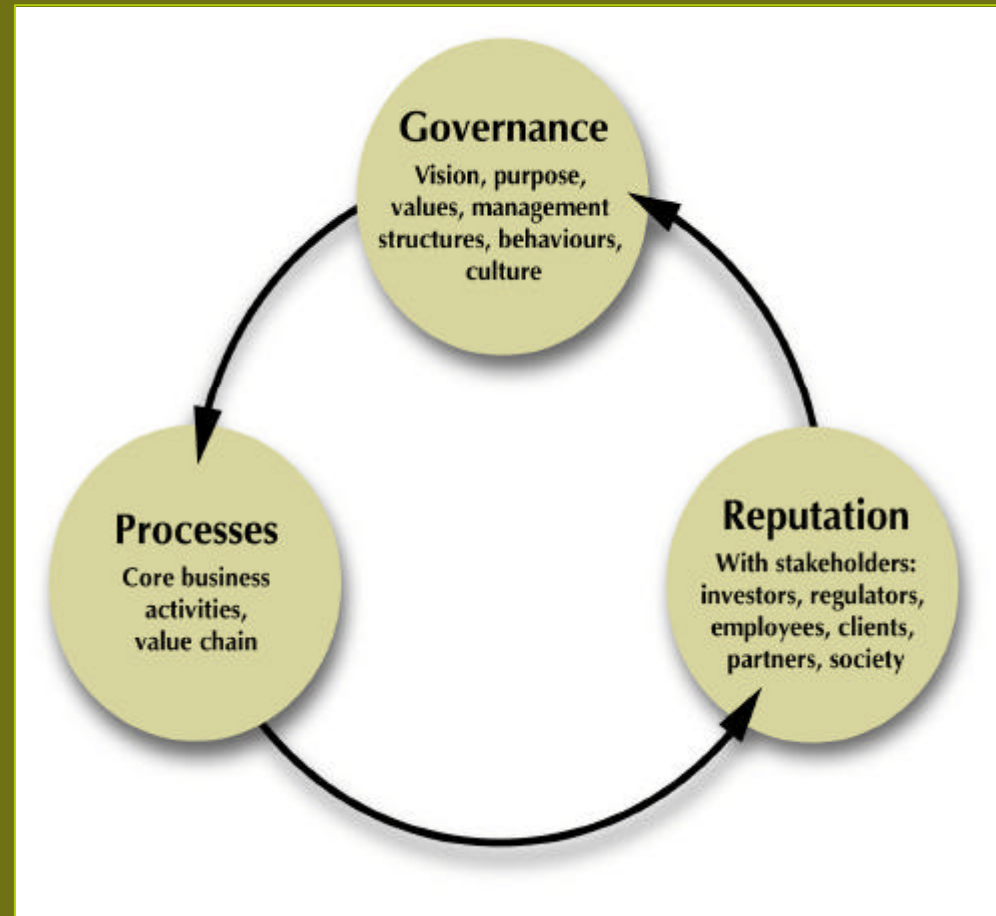 Governance
Vision, purpose,
values, management
structures, behaviours,
culture
Processes
Core business
activities,
value chain
Reputation
With stakeholders:
investors, regulators,
employees, clients,
partners, society